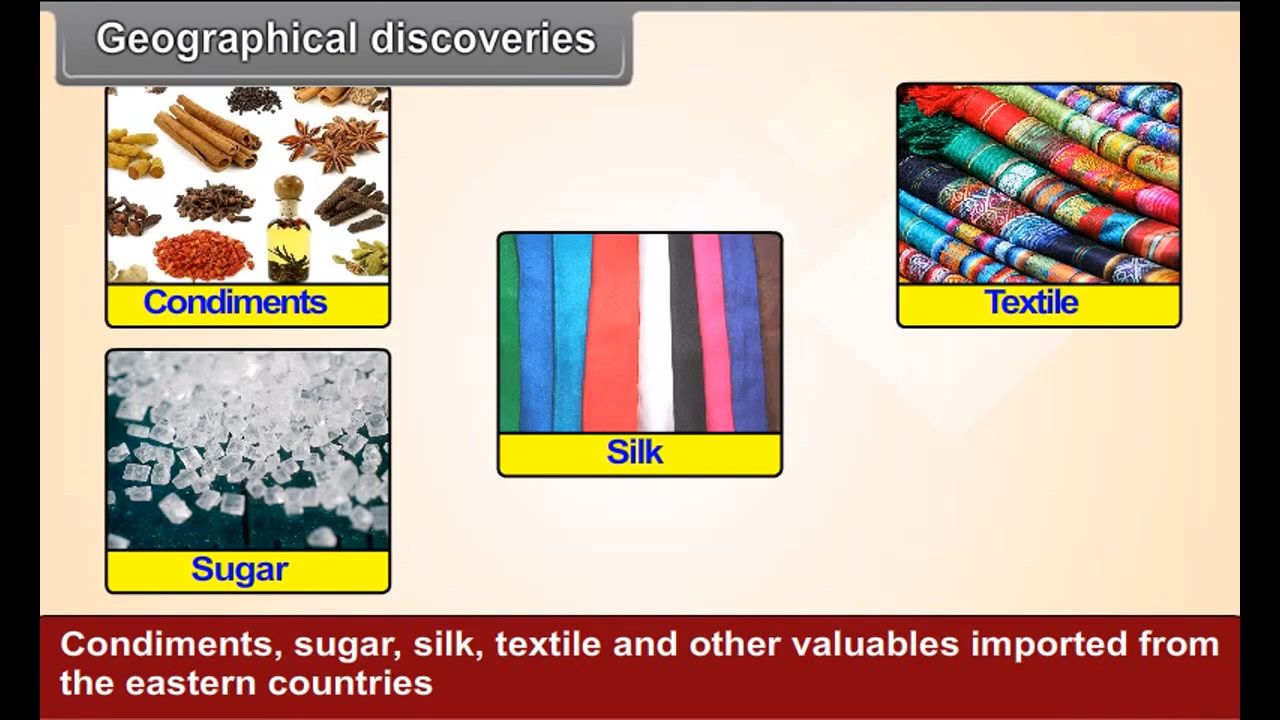 Geographical discoveries
Condiments
Textile
Silk
Sugar
Condiments, sugar, silk, textile and other valuables imported from
the eastern countries